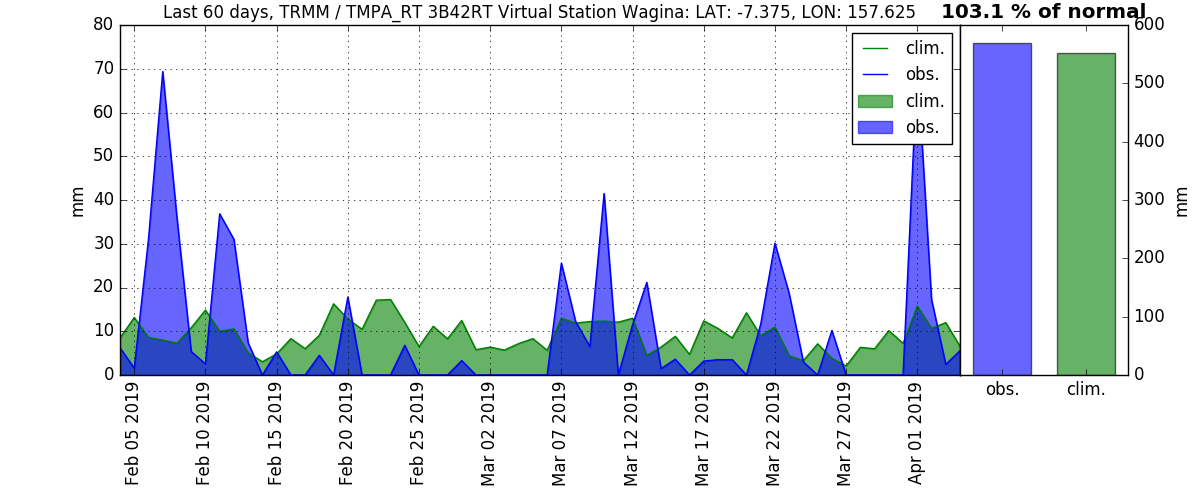 Last 60 days, TRMM / TMPA_RT 3B42RT Virtual Station Wagina: LAT: -7.375, LON: 157.625
103.1 % of normal
80
70
60
50
40
30
20
10
0
mm
clim.
obs.
clim.
obs.
600
500
400
300
200
100
0
mm
obs.
clim.
Feb 05 2019
Feb 10 2019
Feb 15 2019
Feb 20 2019
Feb 25 2019
Mar 02 2019
Mar 07 2019
Mar 12 2019
Mar 17 2019
Mar 22 2019
Mar 27 2019
Apr 01 2019